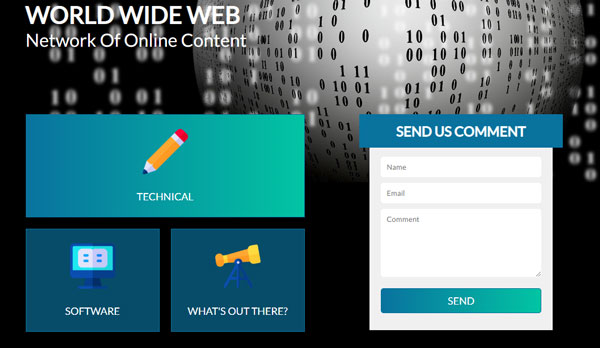 WORLD WIDE WEB
Network Of Online Content
TECHNICAL
SOFTWARE
WHAT'S OUT THERE?
SEND US COMMENT
Name
Email
Comment
SEND